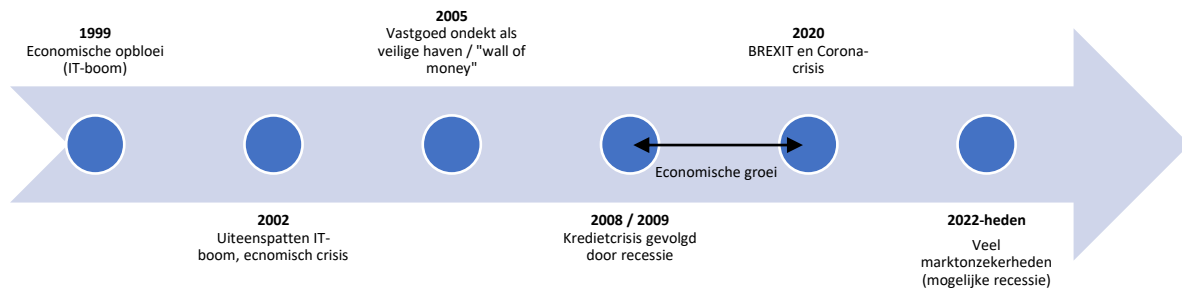 1999
Economische opbloei
(IT-boom)
2002
Uiteenspatten IT-
boom, ecnomisch crisis
2005
Vastgoed ondekt als
veilige haven / "wall of
money"
2008 / 2009
Kredietcrisis gevolgd
door recessie
Economische groei
2020
BREXIT en Corona-
crisis
2022-heden
Veel
marktonzekerheden
(mogelijke recessie)